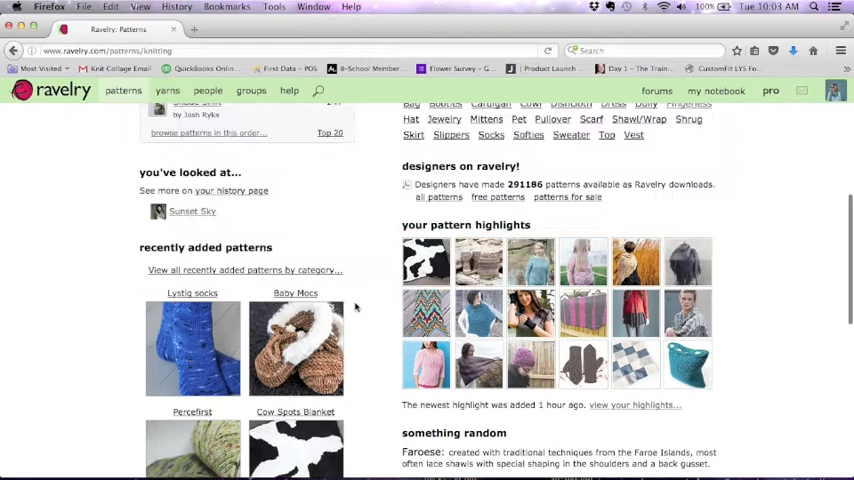 Firefox File Edit View History Bookmarks Tools Window Help 100% Tue 10:03 AM
Ravelry: Patterns
www.ravelry.com/patterns/knitting Search
Most Visited Knit Collage Email QuickBooks Onlin... First Data – POS B-School Member... Flower Survey – G... | Product Launch ... Day 1 – The Train... CustomFit LYS Fo...
ravelry patterns yarns people groups help forums my notebook pro
by Josh Ryks
browse patterns in this order... Top 20
you've looked at...
See more on your history page
Sunset Sky
recently added patterns
View all recently added patterns by category...
Lystig socks Baby Mocs
Percefirst Cow Spots Blanket
Bag Booties Cardigan Cowl Dishcloth Dress Doily Fingerless
Hat Jewelry Mittens Pet Pullover Scarf Shawl/Wrap Shrug
Skirt Slippers Socks Softies Sweater Top Vest
designers on ravelry!
Designers have made 291186 patterns available as Ravelry downloads.
all patterns free patterns patterns for sale
your pattern highlights
The newest highlight was added 1 hour ago. view your highlights...
something random
Faroese: created with traditional techniques from the Faroe Islands, most
often lace shawls with special shaping in the shoulders and a back gusset.